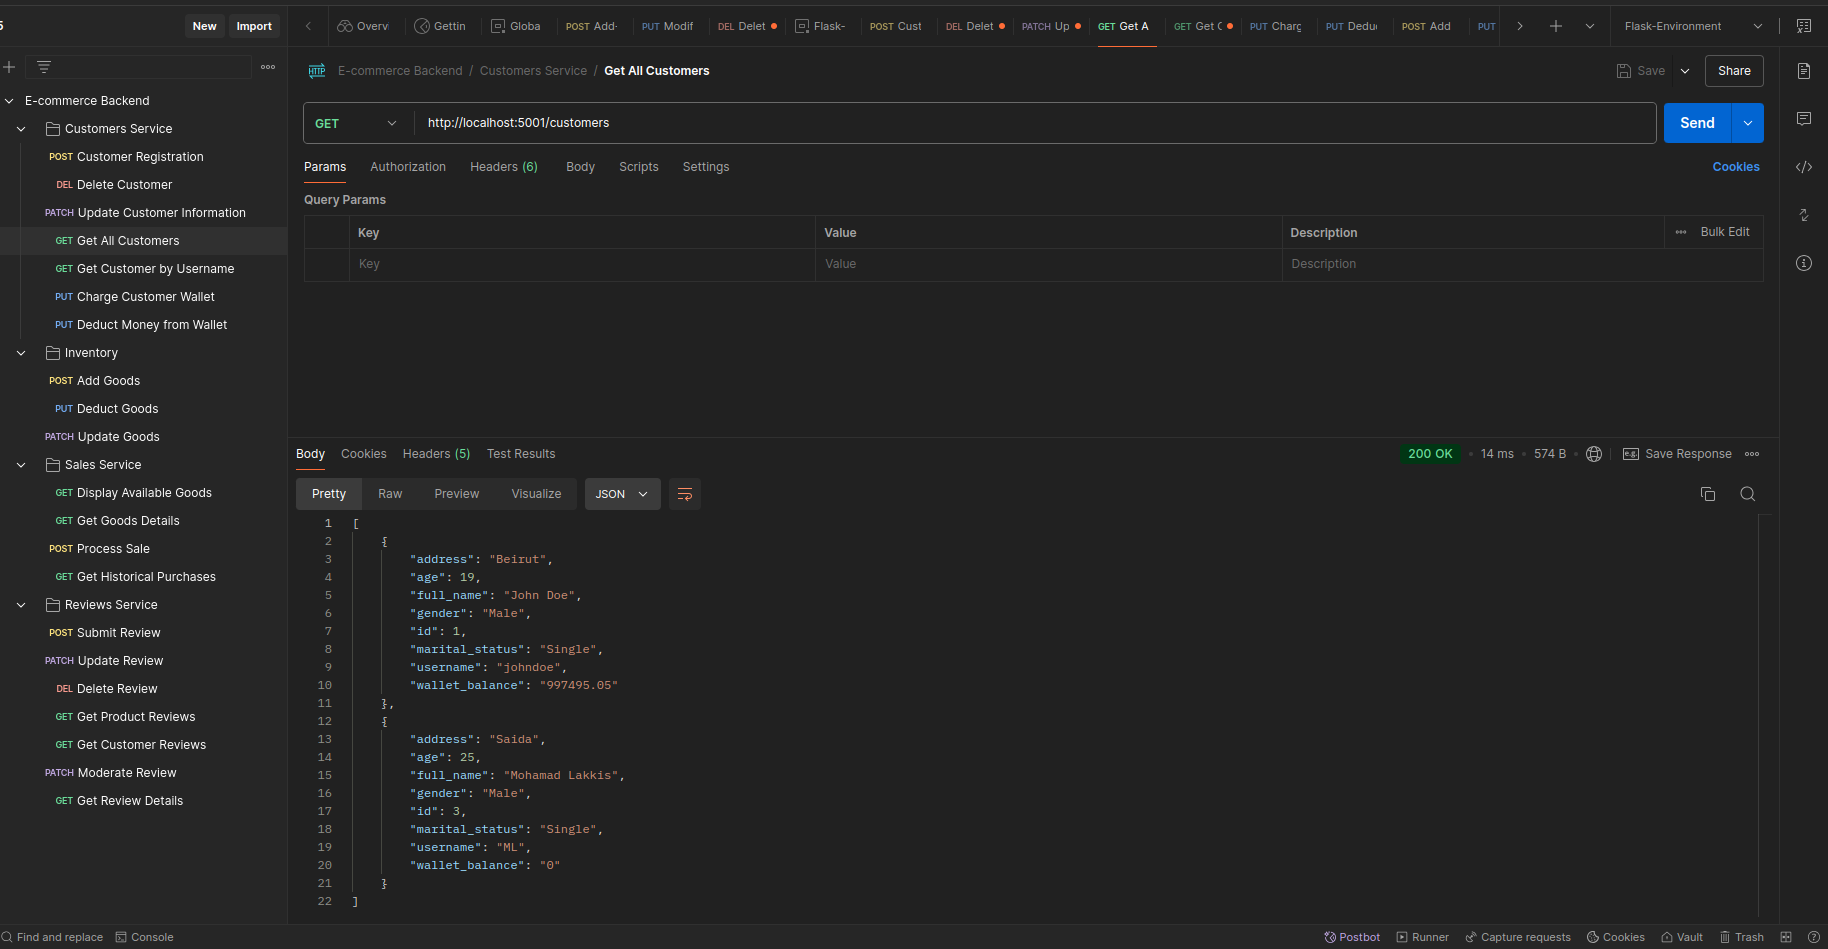 5 New Import
Overv
Gettin
Globa
POST Add-
PUT Modif
DEL Delet
Flask-
POST Cust
DEL Delet
PATCH Up
GET Get A
GET Get C
PUT Charg
PUT Dedu
POST Add
PUT
Flask-Environment
E-commerce Backend
Customers Service
POST Customer Registration
DEL Delete Customer
PATCH Update Customer Information
GET Get All Customers
GET Get Customer by Username
PUT Charge Customer Wallet
PUT Deduct Money from Wallet
Inventory
POST Add Goods
PUT Deduct Goods
PATCH Update Goods
Sales Service
GET Display Available Goods
GET Get Goods Details
POST Process Sale
GET Get Historical Purchases
Reviews Service
POST Submit Review
PATCH Update Review
DEL Delete Review
GET Get Product Reviews
GET Get Customer Reviews
PATCH Moderate Review
GET Get Review Details
HTTP E-commerce Backend / Customers Service / Get All Customers
Save Share
GET http://localhost:5001/customers Send
Params Authorization Headers (6) Body Scripts Settings Cookies
Query Params
Key Value Description Bulk Edit
Key Value Description
Body Cookies Headers (5) Test Results 200 OK • 14 ms • 574 B • e.g. Save Response
Pretty Raw Preview Visualize JSON
1 [
2 {
3 "address": "Beirut",
4 "age": 19,
5 "full_name": "John Doe",
6 "gender": "Male",
7 "id": 1,
8 "marital_status": "Single",
9 "username": "johndoe",
10 "wallet_balance": "997495.05"
11 },
12 {
13 "address": "Saida",
14 "age": 25,
15 "full_name": "Mohamad Lakkis",
16 "gender": "Male",
17 "id": 3,
18 "marital_status": "Single",
19 "username": "ML",
20 "wallet_balance": "0"
21 }
22 ]
Find and replace Console Postbot Runner Capture requests Cookies Vault Trash